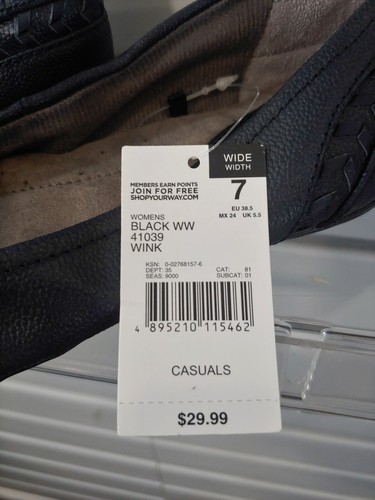 WIDE
WIDTH
MEMBERS EARN POINTS
JOIN FOR FREE
SHOPYOURWAY.COM
7
EU 38.5
MX 24 UK 5.5
WOMENS
BLACK WW
41039
WINK
KSN: 0-02768157-6
DEPT: 35 CAT: 81
SEAS: 9000 SUBCAT: 01
4 895210 115462
CASUALS
$29.99